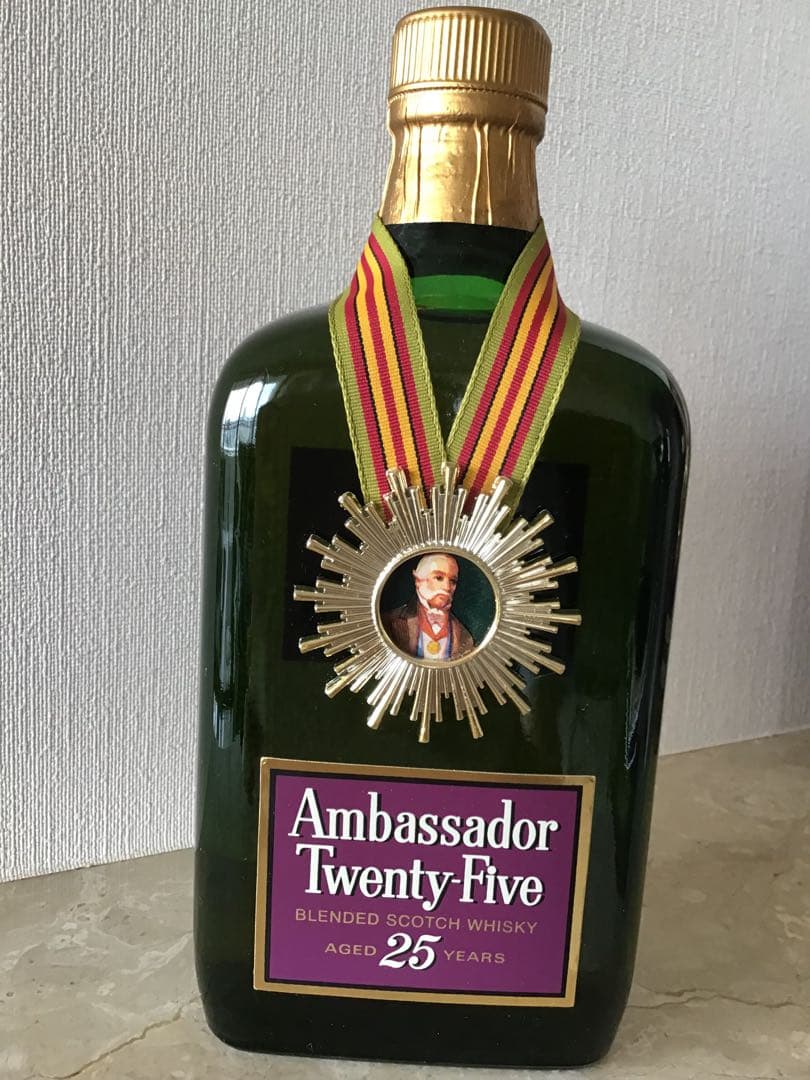 Ambassador
Twenty-Five
BLENDED SCOTCH WHISKY
AGED 25 YEARS